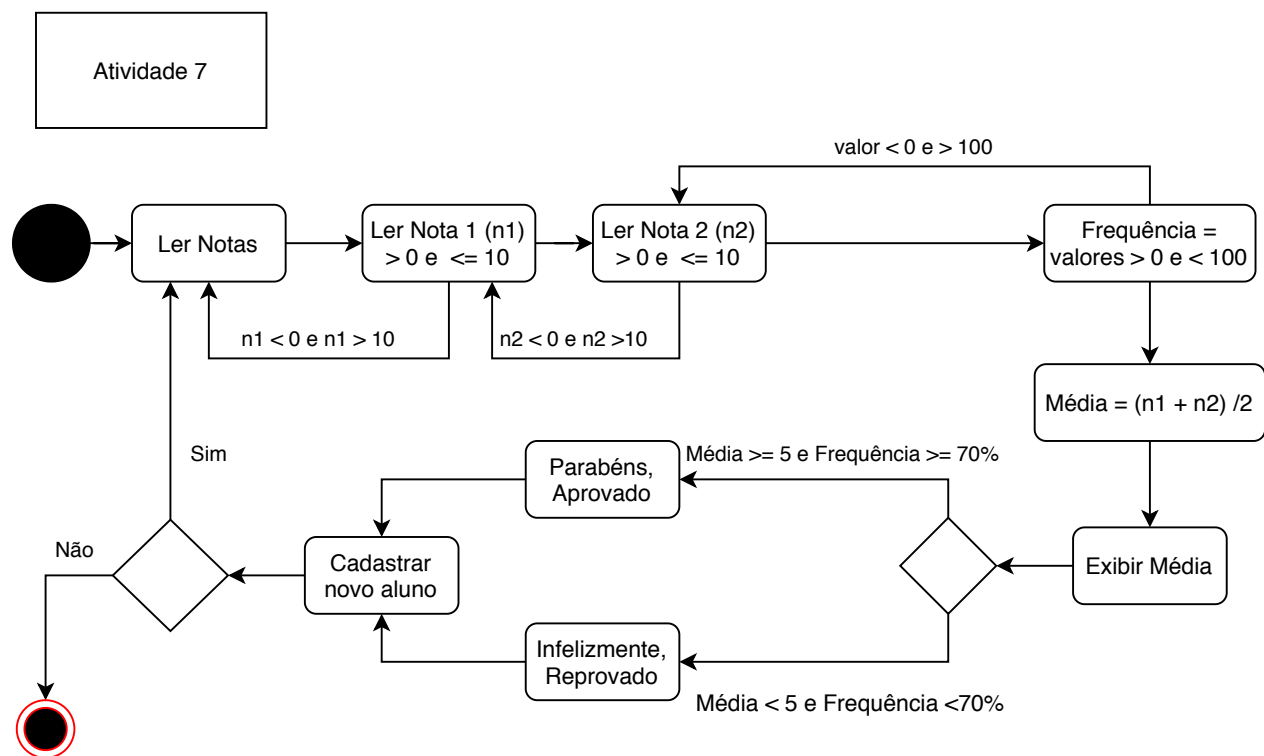 Atividade 7
valor < 0 e > 100
Ler Notas
Ler Nota 1 (n1)
> 0 e <= 10
Ler Nota 2 (n2)
> 0 e <= 10
Frequência =
valores > 0 e < 100
n1 < 0 e n1 > 10
n2 < 0 e n2 >10
Média = (n1 + n2) /2
Sim
Parabéns,
Aprovado
Média >= 5 e Frequência >= 70%
Não
Cadastrar
novo aluno
Exibir Média
Infelizmente,
Reprovado
Média < 5 e Frequência <70%